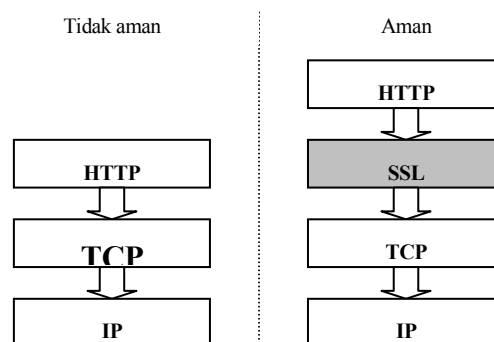 Tidak aman
HTTP
TCP
IP
Aman
HTTP
SSL
TCP
IP